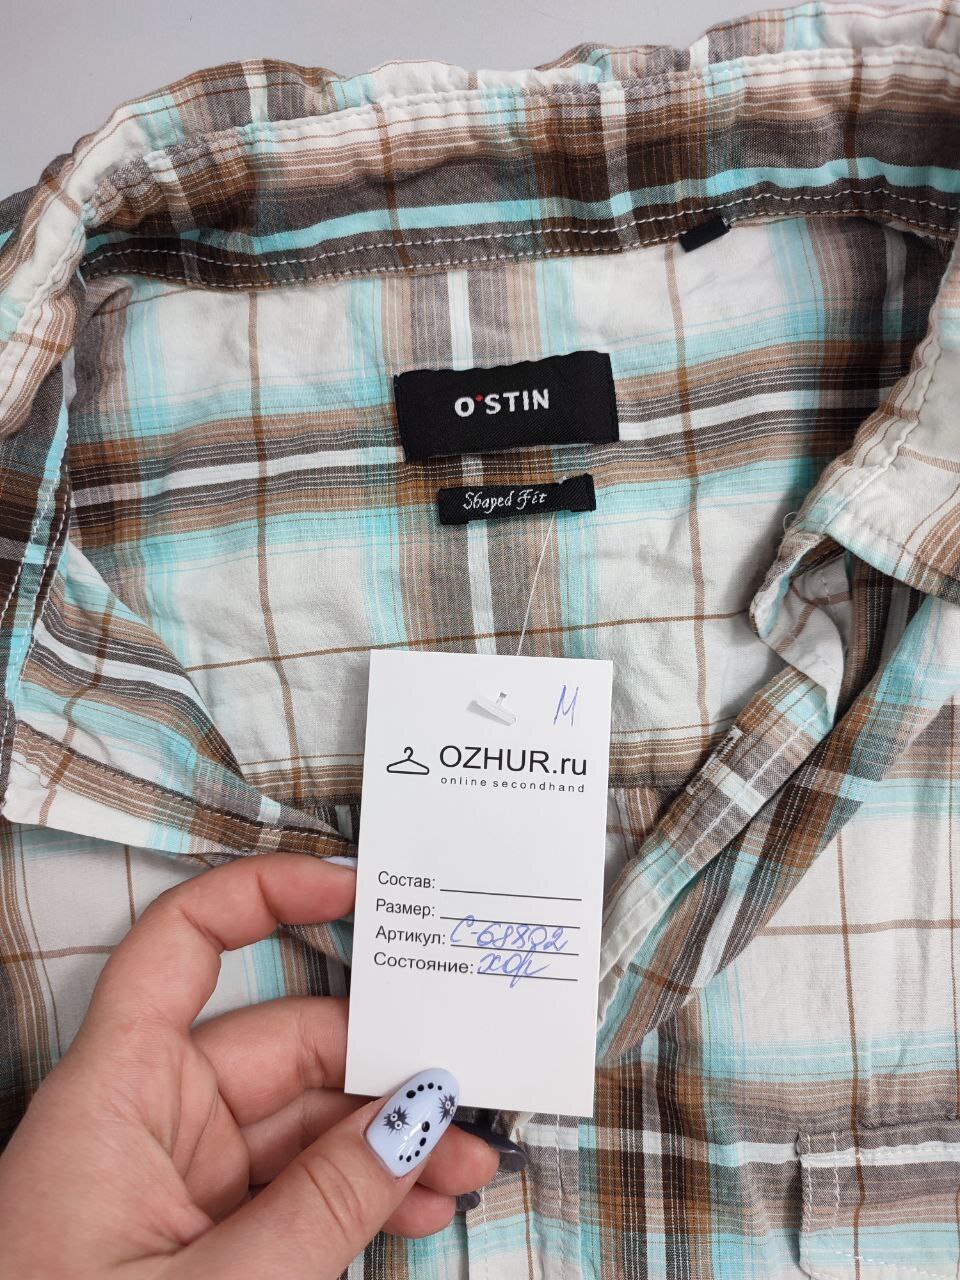 O'STIN
Shaped Fit
M
OZHUR.ru
online secondhand
Состав:
Размер:
Артикул: С-68802
Состояние: хор